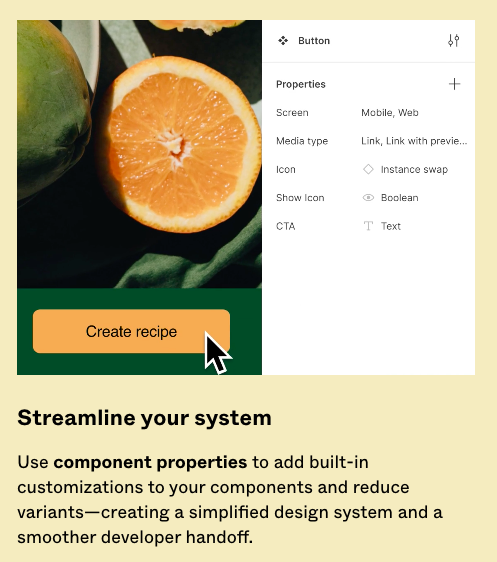 Button
Properties
Screen Mobile, Web
Media type Link, Link with previe...
Icon Instance swap
Show Icon Boolean
CTA Text
Create recipe
Streamline your system
Use component properties to add built-in
customizations to your components and reduce
variants—creating a simplified design system and a
smoother developer handoff.